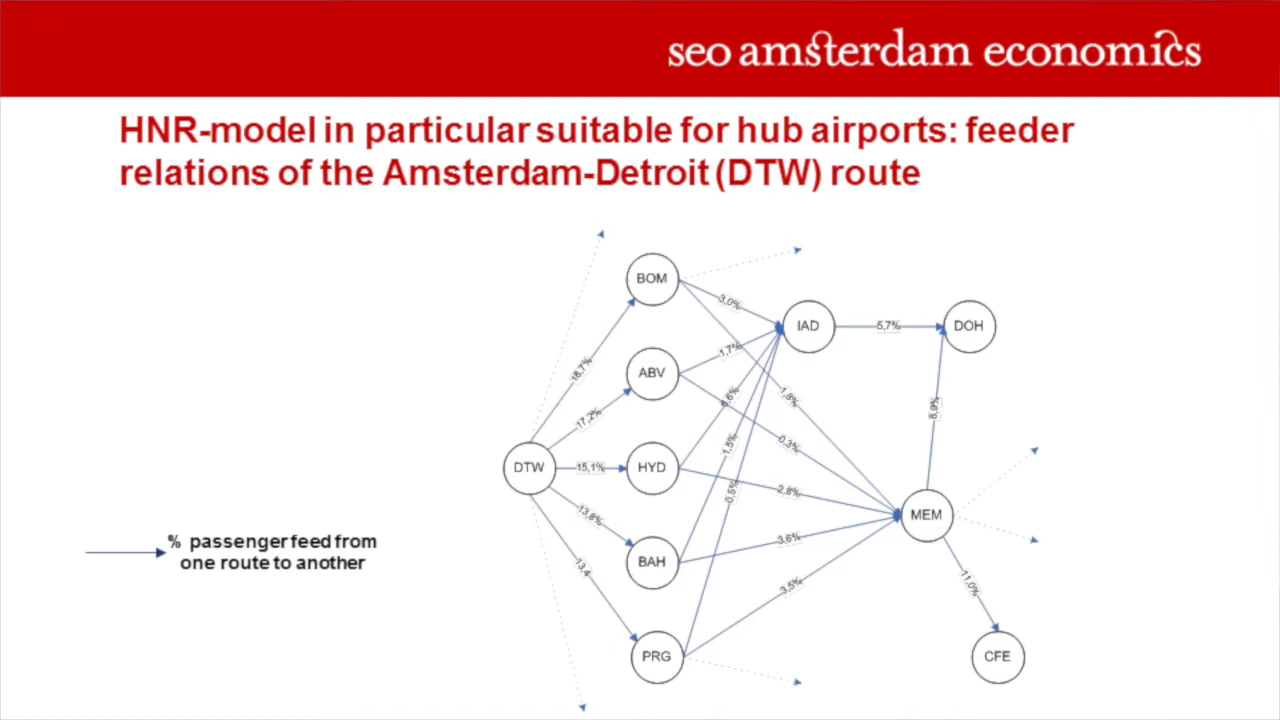 seo amsterdam economics
HNR-model in particular suitable for hub airports: feeder
relations of the Amsterdam-Detroit (DTW) route
BOM
3,0%
IAD
5,7%
DOH
1,7%
ABV
17,2%
1,8%
8,9%
1,5%
0,3%
DTW
15,1%
HYD
0,5%
2,8%
MEM
13,8%
3,6%
BAH
13,4
3,5%
11,0%
PRG
CFE
% passenger feed from
one route to another